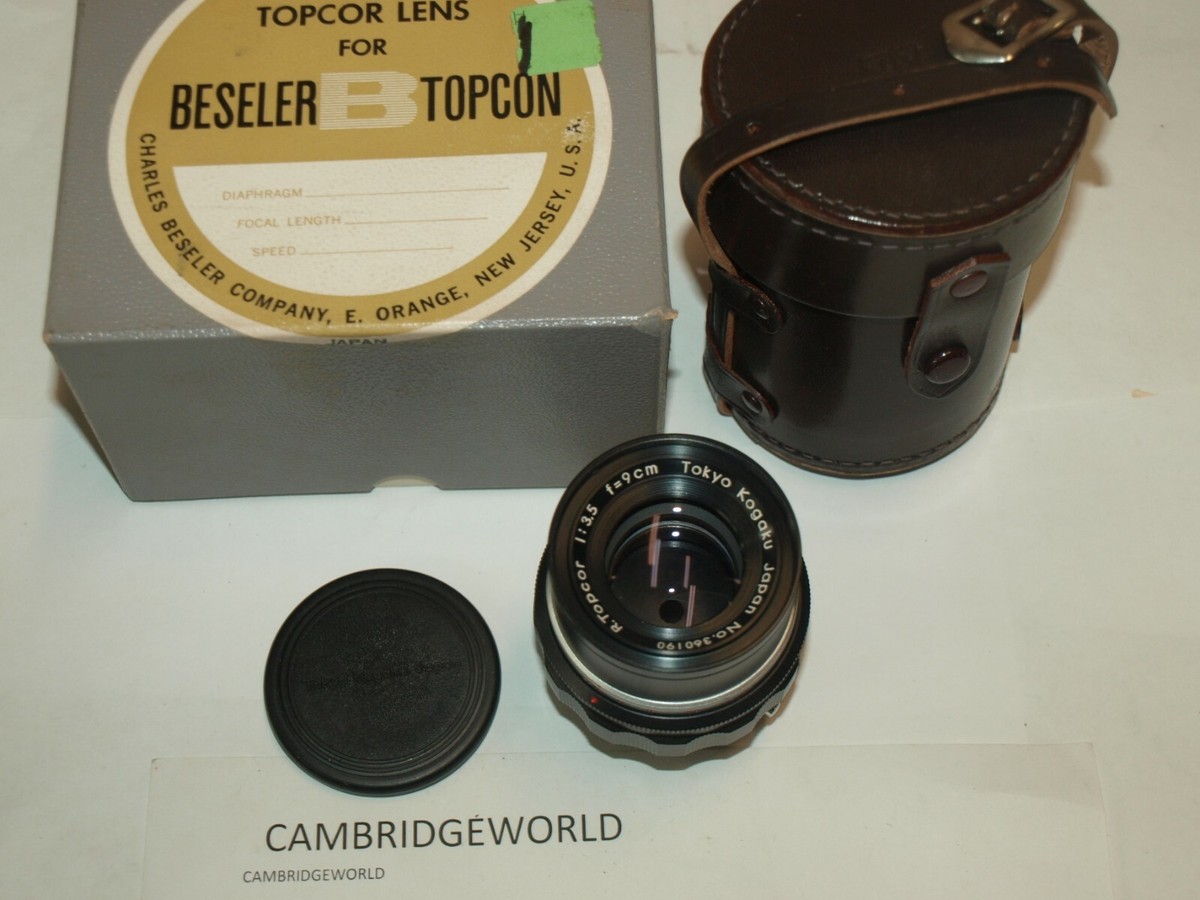 TOPCOR LENS
FOR
BESELER B TOPCON
DIAPHRAGM
FOCAL LENGTH
SPEED
CHARLES BESELER COMPANY, E. ORANGE, NEW JERSEY, U. S. A.
JAPAN
R.Topcor 1:3.5 f=9cm Tokyo Kogaku Japan No.360190
CAMBRIDGEWORLD
CAMBRIDGEWORLD